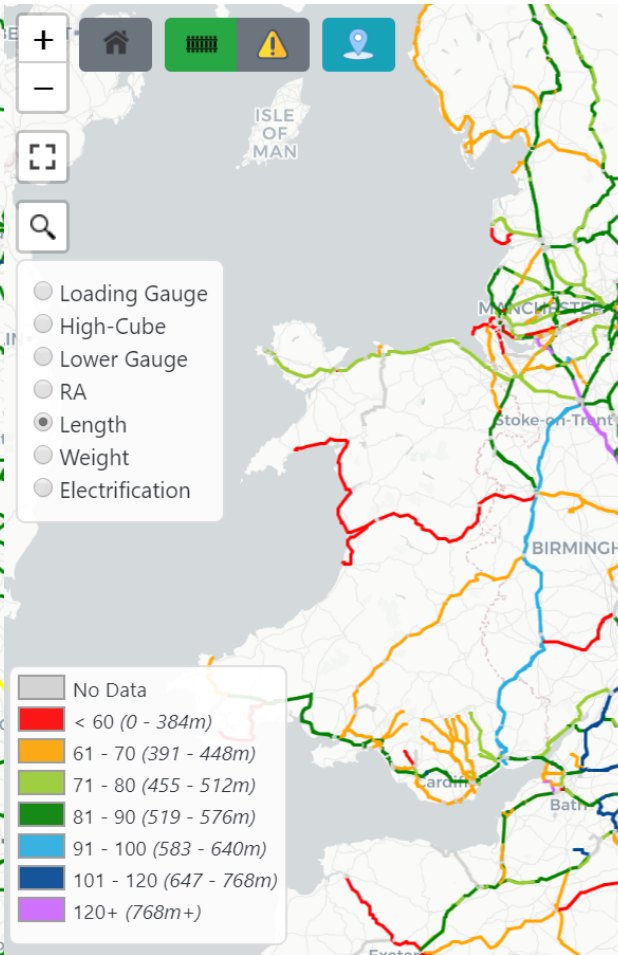 +
ISLE
OF
MAN
−
Loading Gauge
High-Cube
Lower Gauge
RA
Length
Weight
Electrification
MANCHESTER
Stoke-on-Trent
BIRMINGH
No Data
< 60 (0 - 384m)
61 - 70 (391 - 448m)
71 - 80 (455 - 512m)
81 - 90 (519 - 576m)
91 - 100 (583 - 640m)
101 - 120 (647 - 768m)
120+ (768m+)
Cardiff
Bath
Exeter